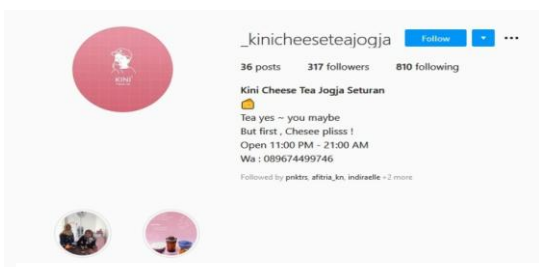 _kinicheeseteajogja Follow
36 posts 317 followers 810 following
Kini Cheese Tea Jogja Seturan
Tea yes ~ you maybe
But first , Chesee plisss !
Open 11:00 PM - 21:00 AM
Wa : 089674499746
Followed by pnktrs, afitria_kn, indiraelle +2 more
KINI